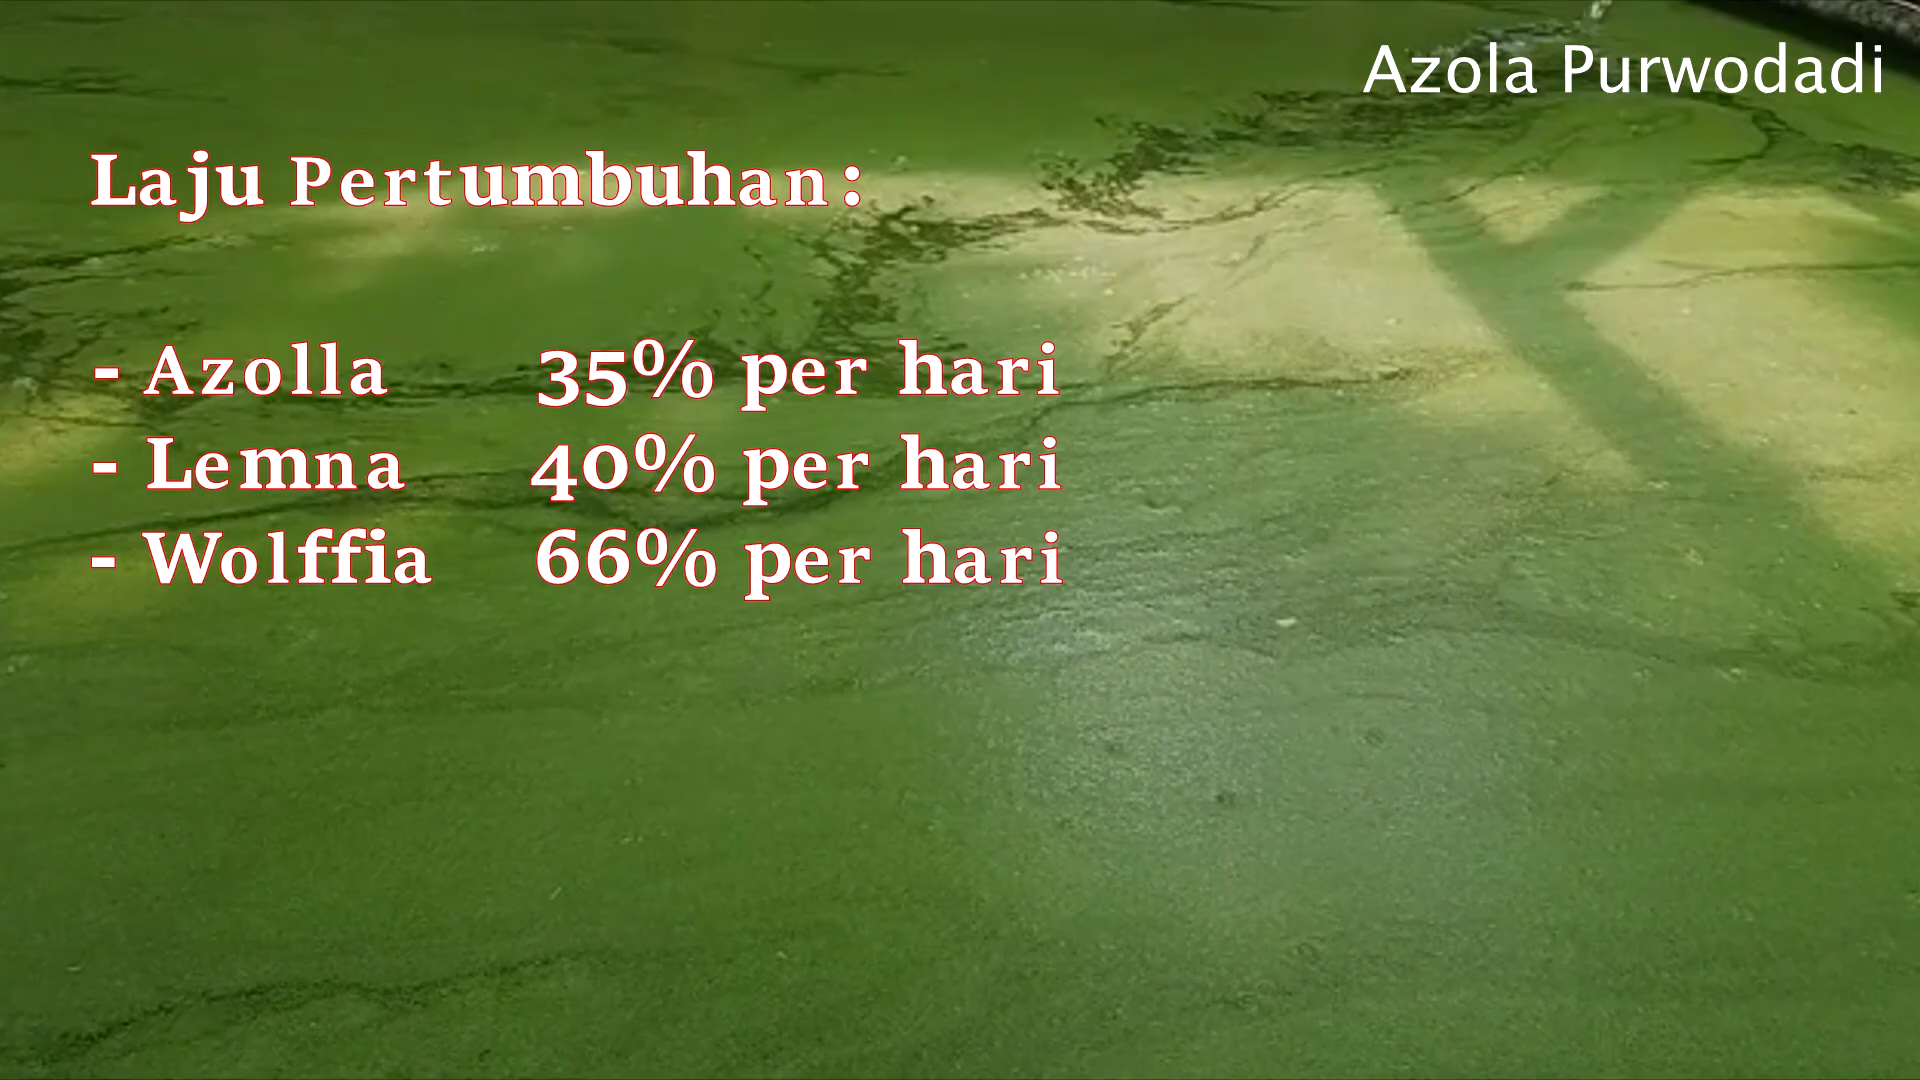 Azola Purwodadi
Laju Pertumbuhan:
- Azolla 35% per hari
- Lemna 40% per hari
- Wolffia 66% per hari